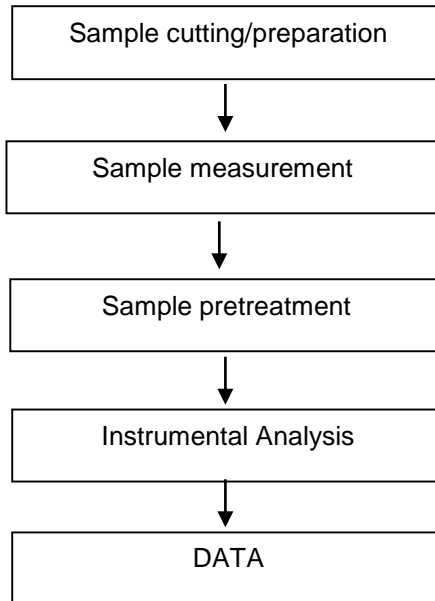 Sample cutting/preparation
Sample measurement
Sample pretreatment
Instrumental Analysis
DATA